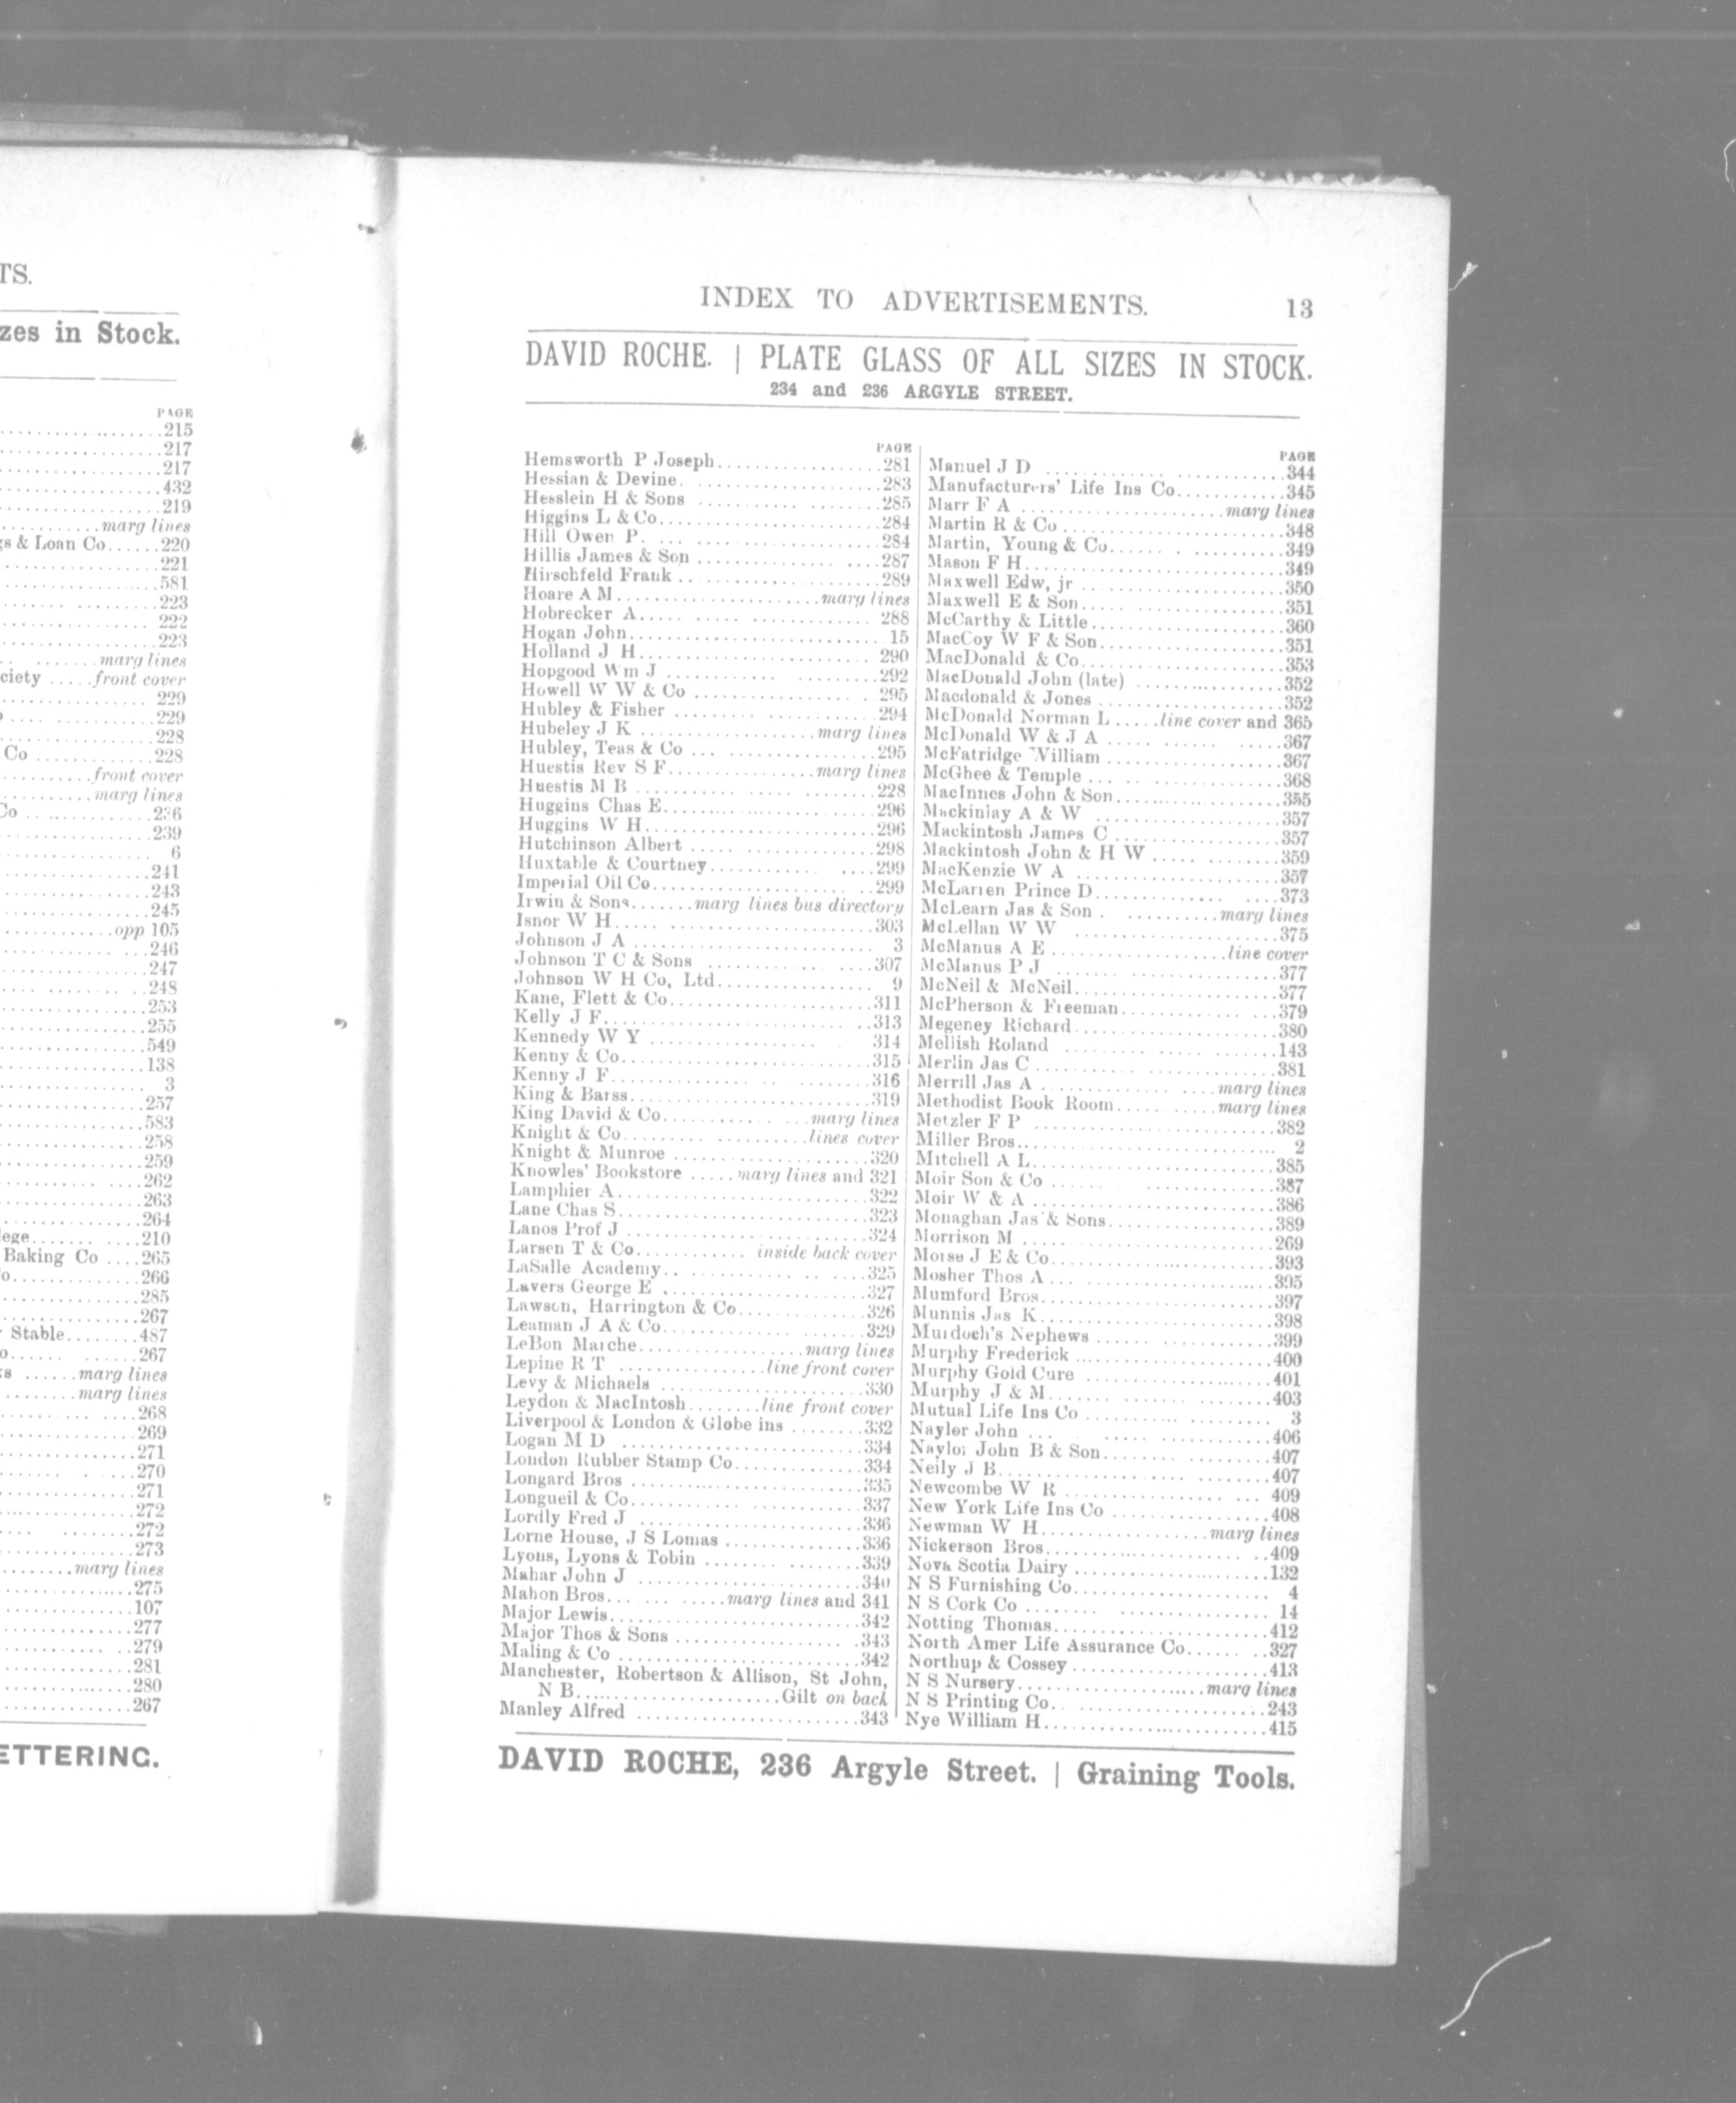 TS.
zes in Stock.
PAGE
215
217
217
432
219
marg lines
gs & Loan Co......220
221
581
223
222
223
marg lines
ciety .....front cover
229
229
228
Co ............228
front cover
marg lines
Co ..............236
239
6
241
243
245
opp 105
246
247
248
253
255
549
138
3
257
583
258
259
262
263
264
lege.......210
Baking Co ....265
o..............266
285
267
Stable........487
o...... ......267
ks ......marg lines
marg lines
268
269
271
270
271
272
272
273
marg lines
275
107
277
279
281
280
267
ETTERING.
INDEX TO ADVERTISEMENTS. 13
DAVID ROCHE. | PLATE GLASS OF ALL SIZES IN STOCK.
234 and 236 ARGYLE STREET.
PAGE
Hemsworth P Joseph..................281
Hessian & Devine. ....................283
Hesslein H & Sons ....................285
Higgins L & Co........................284
Hill Owen P. ... ......................284
Hillis James & Son ....................287
Hirschfeld Frank ......................289
Hoare A M......................marg lines
Hobrecker A..... ..... ............... 288
Hogan John........................... 15
Holland J H.......................... 290
Hopgood Wm J ........... .........292
Howell W W & Co .................. 295
Hubley & Fisher ......... ........... 294
Hubeley J K ...................marg lines
Hubley, Teas & Co ... ...............295
Huestis Rev S F................marg lines
Huestis M B ........... .......228
Huggins Chas E.......................296
Huggins W H.........................296
Hutchinson Albert ..... ..............298
Huxtable & Courtney............ ....299
Imperial Oil Co........................299
Irwin & Sons.......marg lines bus directory
Isnor W H..... .......................303
Johnson J A .......................... 3
Johnson T C & Sons ............ ....307
Johnson W H Co, Ltd................. 9
Kane, Flett & Co......................311
Kelly J F.............................313
Kennedy W Y .................. 314
Kenny & Co...........................315
Kenny J F.................. .. .......316
King & Barss..........................319
King David & Co........... ...marg lines
Knight & Co......... ..........lines cover
Knight & Munroe ......................320
Knowles' Bookstore .....marg lines and 321
Lamphier A............................322
Lane Chas S...........................323
Lanos Prof J ..........................324
Larsen T & Co........... inside back cover
LaSalle Academy.. ............ .. ....325
Lavers George E .......................327
Lawson, Harrington & Co..............326
Leaman J A & Co............. .......329
LeBon Marche..................marg lines
Lepine R T ...............line front cover
Levy & Michaels ......................330
Leydon & MacIntosh........line front cover
Liverpool & London & Globe ins ........332
Logan M D ...........................334
London Rubber Stamp Co..............334
Longard Bros .........................335
Longueil & Co.........................337
Lordly Fred J ........................336
Lorne House, J S Lomas ...............336
Lyons, Lyons & Tobin .................339
Mahar John J .........................340
Mahon Bros....... .....marg lines and 341
Major Lewis...........................342
Major Thos & Sons .................. .343
Maling & Co ..........................342
Manchester, Robertson & Allison, St John,
N B......................Gilt on back
Manley Alfred ........................343
PAGE
Manuel J D ............. ............344
Manufacturers' Life Ins Co............345
Marr F A ......................marg lines
Martin R & Co ........................348
Martin, Young & Co...... . ...........349
Mason F H............................349
Maxwell Edw, jr ......................350
Maxwell E & Son......................351
McCarthy & Little.....................360
MacCoy W F & Son....................351
MacDonald & Co......................353
MacDonald John (late) ................352
Macdonald & Jones ....................352
McDonald Norman L .....line cover and 365
McDonald W & J A ..... ...... ......367
McFatridge William ...................367
McGhee & Temple ... ................368
MacInnes John & Son..................355
Mackinlay A & W ....................357
Mackintosh James C ..................357
Mackintosh John & H W ..... ........359
MacKenzie W A ......................357
McLarren Prince D.............. ....373
McLearn Jas & Son . ..........marg lines
McLellan W W ......................375
McManus A E...................line cover
McManus P J ........................377
McNeil & McNeil......................377
McPherson & Freeman.................379
Megeney Richard......................380
Mellish Roland ............ .......143
Merlin Jas C ..........................381
Merrill Jas A ............. ....marg lines
Methodist Book Room..........marg lines
Metzler F P ..........................382
Miller Bros............................ 2
Mitchell A L..........................385
Moir Son & Co ...... ................387
Moir W & A ..........................386
Monaghan Jas & Sons..................389
Morrison M ..........................269
Morse J E & Co.......................393
Mosher Thos A ........................395
Mumford Bros.........................397
Munnis Jas K.........................398
Murdoch's Nephews ...... ............399
Murphy Frederick .....................400
Murphy Gold Cure ....................401
Murphy J & M........................403
Mutual Life Ins Co ........... ......... 3
Naylor John ... ..... ...............406
Naylor John B & Son........ .........407
Neily J B.................... ........407
Newcombe W R .................. ... 409
New York Life Ins Co .................408
Newman W H..................marg lines
Nickerson Bros..................... ..409
Nova Scotia Dairy .....................132
N S Furnishing Co..................... 4
N S Cork Co ........ ............... 14
Notting Thomas.......................412
North Amer Life Assurance Co...... ..327
Northup & Cossey .....................413
N S Nursery....................marg lines
N S Printing Co.. ....................243
Nye William H........................415
DAVID ROCHE, 236 Argyle Street. | Graining Tools.